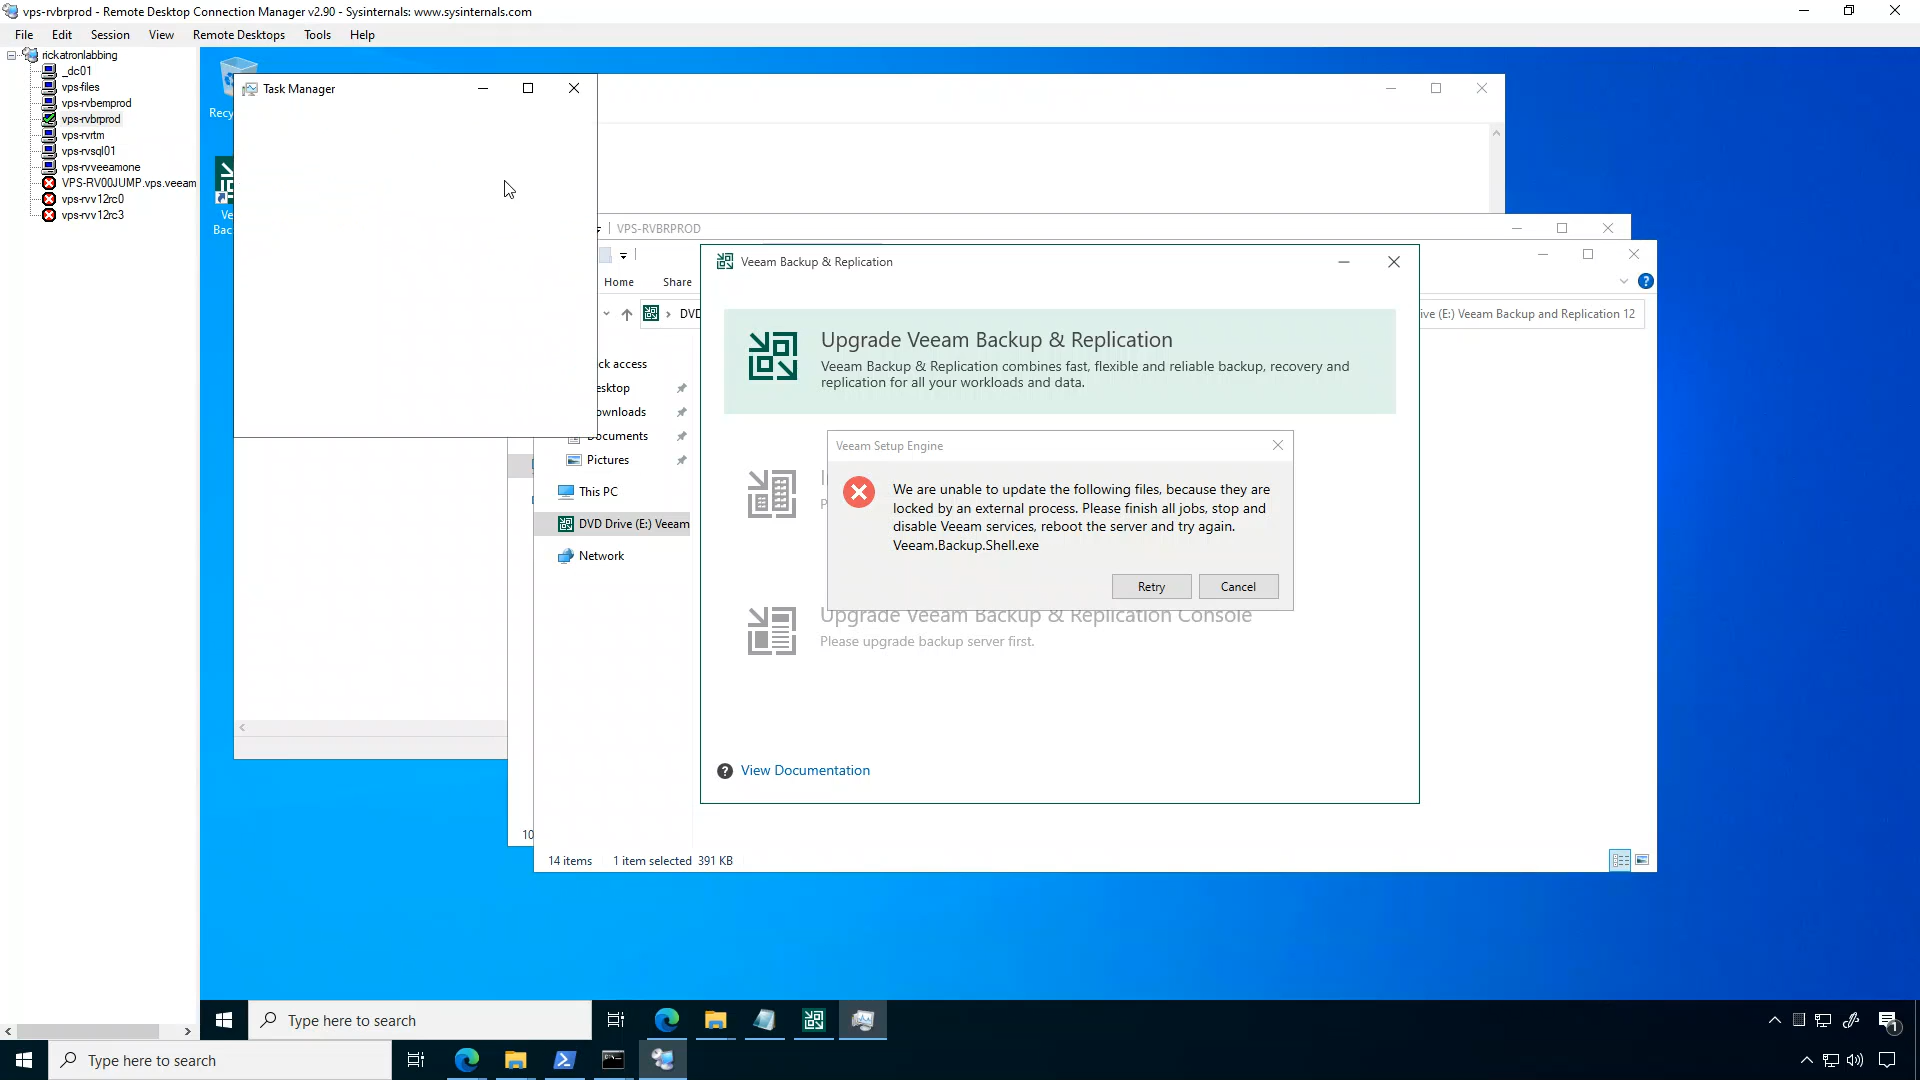 vps-rvbrprod - Remote Desktop Connection Manager v2.90 - Sysinternals: www.sysinternals.com
File Edit Session View Remote Desktops Tools Help
rickatronlabbing
_dc01
vps-files
vps-rvbemprod
vps-rvbrprod
vps-rvrtm
vps-rvsql01
vps-rvveeamone
VPS-RV00JUMP.vps.veeam
vps-rvv12rc0
vps-rvv12rc3
Recy
Ve
Bac
Task Manager
VPS-RVBRPROD
Home Share
DVD
ive (E:) Veeam Backup and Replication 12
ck access
esktop
ownloads
Documents
Pictures
This PC
DVD Drive (E:) Veeam
Network
10
14 items 1 item selected 391 KB
Veeam Backup & Replication
Upgrade Veeam Backup & Replication
Veeam Backup & Replication combines fast, flexible and reliable backup, recovery and
replication for all your workloads and data.
Veeam Setup Engine
We are unable to update the following files, because they are
locked by an external process. Please finish all jobs, stop and
disable Veeam services, reboot the server and try again.
Veeam.Backup.Shell.exe
Retry Cancel
Upgrade Veeam Backup & Replication Console
Please upgrade backup server first.
View Documentation
Type here to search
1
Type here to search